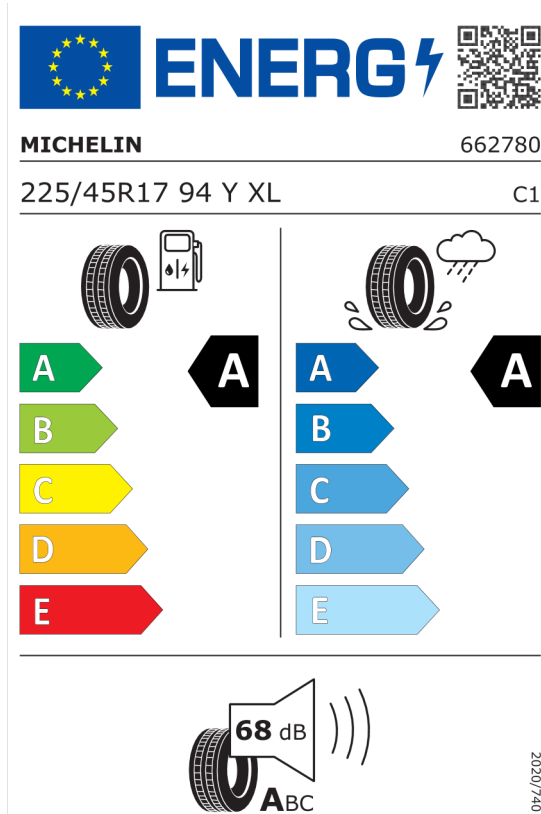 ENERG
MICHELIN 662780
225/45R17 94 Y XL C1
A A
B
C
D
E
A A
B
C
D
E
68 dB
ABC
2020/740